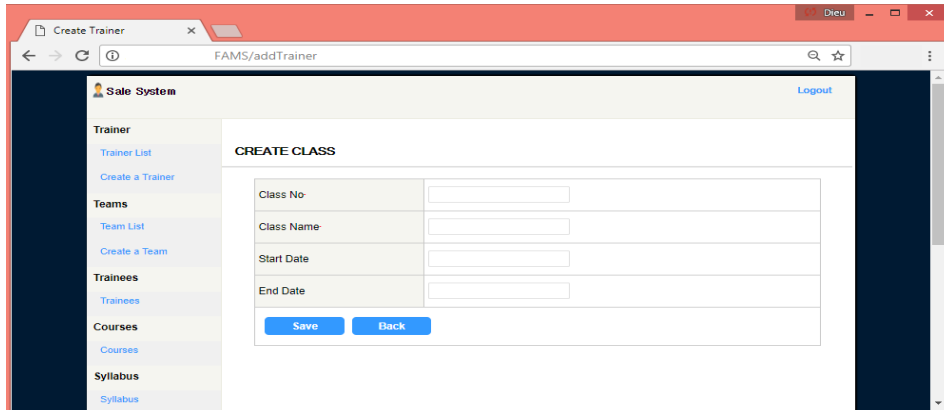 Dieu
Create Trainer
FAMS/addTrainer
Sale System
Logout
Trainer
Trainer List
Create a Trainer
Teams
Team List
Create a Team
Trainees
Trainees
Courses
Courses
Syllabus
Syllabus
CREATE CLASS
Class No
Class Name
Start Date
End Date
Save
Back